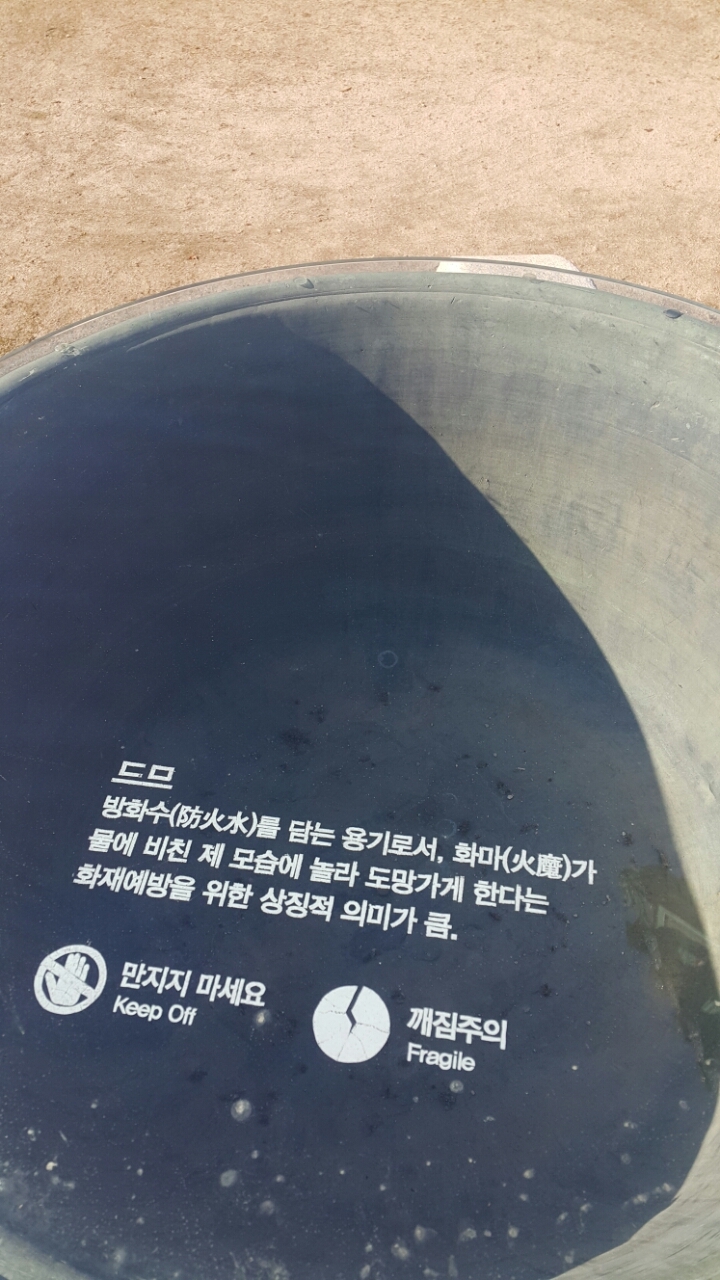 드므
방화수(防火水)를 담는 용기로서, 화마(火魔)가
물에 비친 제 모습에 놀라 도망가게 한다는
화재예방을 위한 상징적 의미가 큼.
만지지 마세요
Keep Off
깨짐주의
Fragile